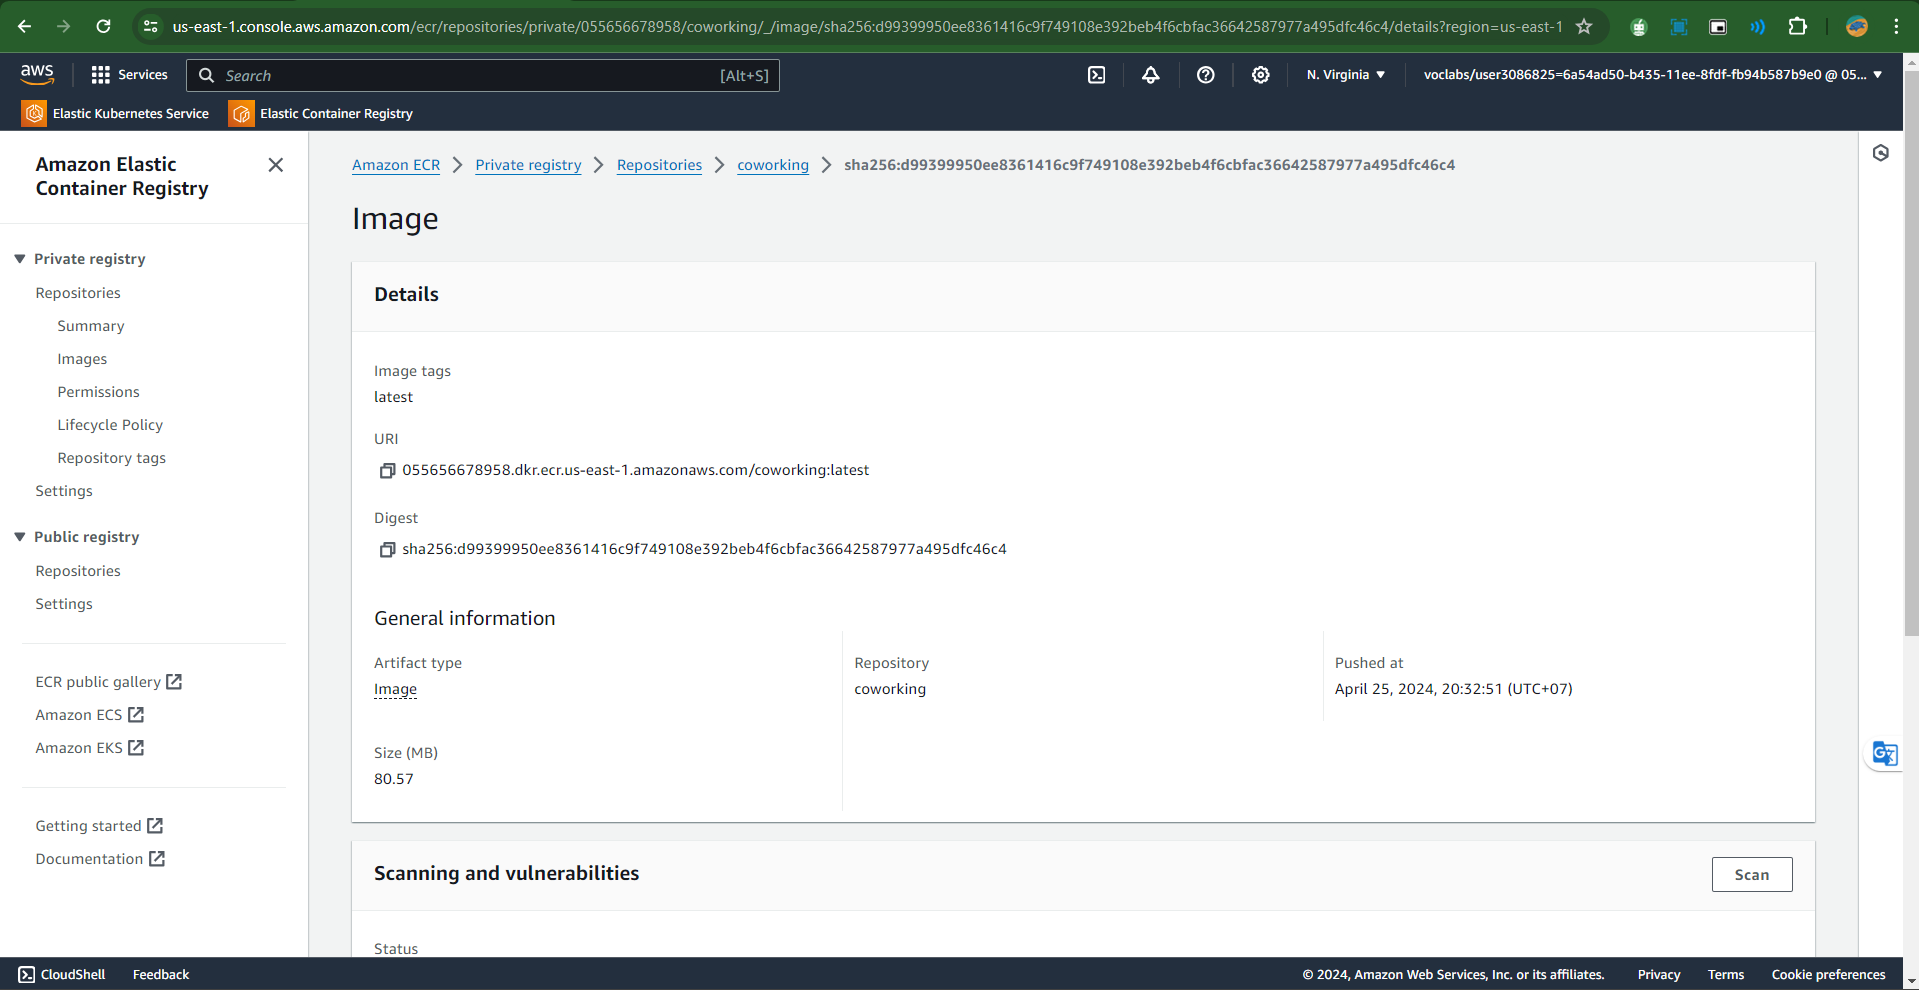 us-east-1.console.aws.amazon.com/ecr/repositories/private/055656678958/coworking/_/image/sha256:d99399950ee8361416c9f749108e392beb4f6cbfac36642587977a495dfc46c4/details?region=us-east-1
aws
Services
Search
[Alt+S]
N. Virginia
voclabs/user3086825=6a54ad50-b435-11ee-8fdf-fb94b587b9e0 @ 05...
Elastic Kubernetes Service
Elastic Container Registry
Amazon Elastic
Container Registry
Private registry
Repositories
Summary
Images
Permissions
Lifecycle Policy
Repository tags
Settings
Public registry
Repositories
Settings
ECR public gallery
Amazon ECS
Amazon EKS
Getting started
Documentation
Amazon ECR
Private registry
Repositories
coworking
sha256:d99399950ee8361416c9f749108e392beb4f6cbfac36642587977a495dfc46c4
Image
Details
Image tags
latest
URI
055656678958.dkr.ecr.us-east-1.amazonaws.com/coworking:latest
Digest
sha256:d99399950ee8361416c9f749108e392beb4f6cbfac36642587977a495dfc46c4
General information
Artifact type
Image
Repository
coworking
Pushed at
April 25, 2024, 20:32:51 (UTC+07)
Size (MB)
80.57
Scanning and vulnerabilities
Scan
Status
CloudShell
Feedback
© 2024, Amazon Web Services, Inc. or its affiliates.
Privacy
Terms
Cookie preferences